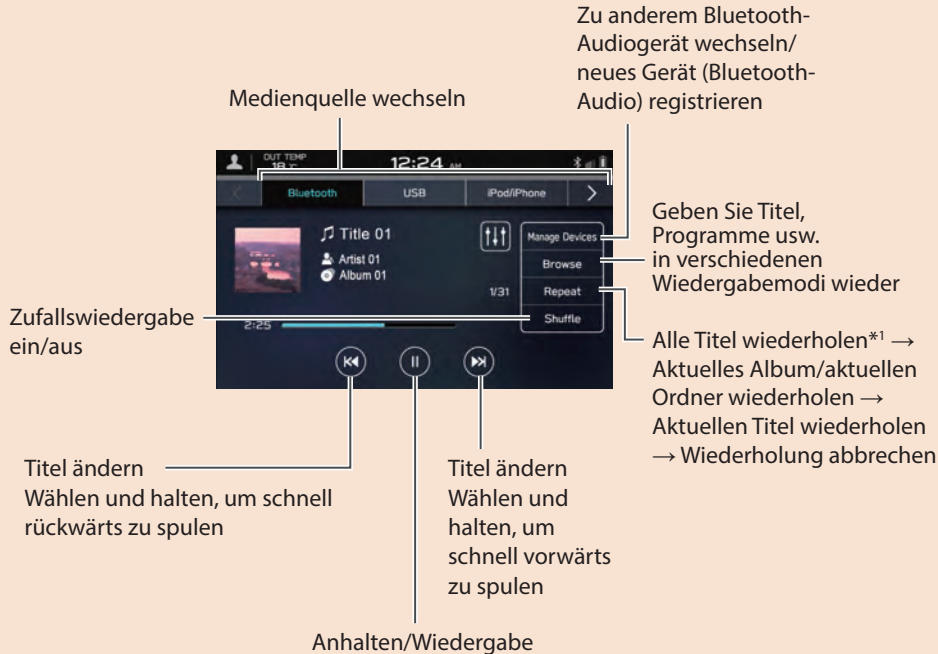 Zu anderem Bluetooth-
Audiogerät wechseln/
neues Gerät (Bluetooth-
Audio) registrieren
Medienquelle wechseln
OUT TEMP
18 °C
12:24 AM
Bluetooth
USB
iPod/iPhone
Title 01
Artist 01
Album 01
1/31
2:25
Manage Devices
Browse
Repeat
Shuffle
Geben Sie Titel,
Programme usw.
in verschiedenen
Wiedergabemodi wieder
Zufallswiedergabe
ein/aus
Alle Titel wiederholen*1 →
Aktuelles Album/aktuellen
Ordner wiederholen →
Aktuellen Titel wiederholen
→ Wiederholung abbrechen
Titel ändern
Wählen und halten, um schnell
rückwärts zu spulen
Titel ändern
Wählen und
halten, um
schnell vorwärts
zu spulen
Anhalten/Wiedergabe